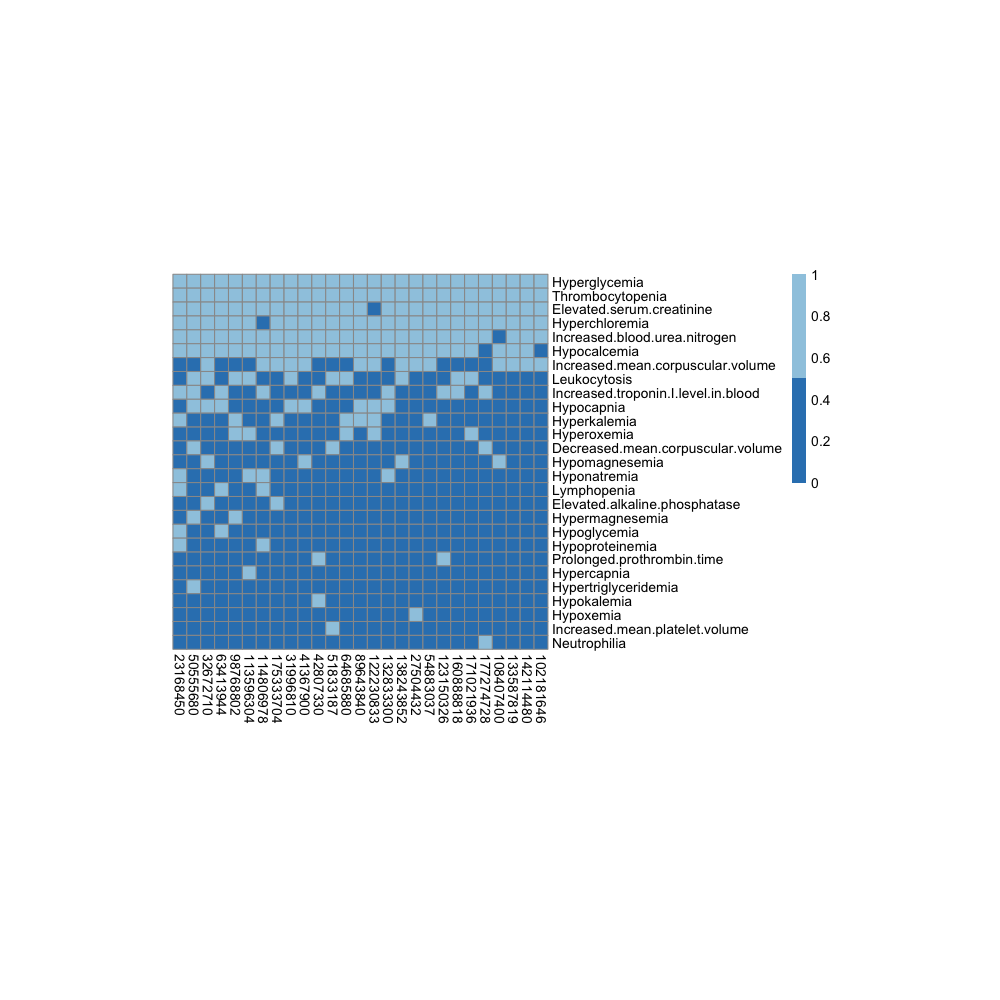 Hyperglycemia
Thrombocytopenia
Elevated.serum.creatinine
Hyperchloremia
Increased.blood.urea.nitrogen
Hypocalcemia
Increased.mean.corpuscular.volume
Leukocytosis
Increased.troponin.I.level.in.blood
Hypocapnia
Hyperkalemia
Hyperoxemia
Decreased.mean.corpuscular.volume
Hypomagnesemia
Hyponatremia
Lymphopenia
Elevated.alkaline.phosphatase
Hypermagnesemia
Hypoglycemia
Hypoproteinemia
Prolonged.prothrombin.time
Hypercapnia
Hypertriglyceridemia
Hypokalemia
Hypoxemia
Increased.mean.platelet.volume
Neutrophilia
1
0.8
0.6
0.4
0.2
0
23168450
50555680
32672710
63413944
98768802
113596304
114806978
175333704
31996810
41367900
42807330
51833187
64685880
89643840
122230833
132833300
138243852
27504432
54883037
123150326
160888818
171021936
177274728
108407400
133587819
142114480
102181646